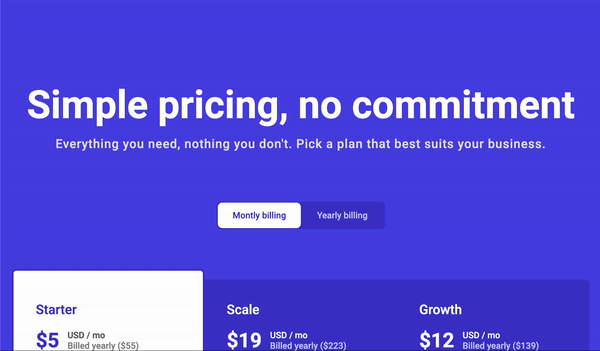 Simple pricing, no commitment
Everything you need, nothing you don't. Pick a plan that best suits your business.
Montly billing Yearly billing
Starter Scale Growth
$5 USD / mo $19 USD / mo $12 USD / mo
Billed yearly ($55) Billed yearly ($223) Billed yearly ($139)